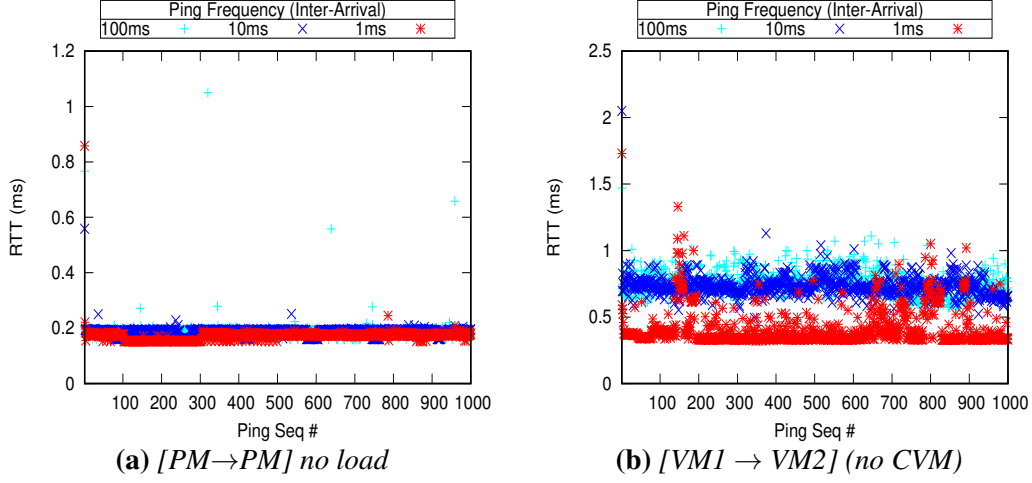 Ping Frequency (Inter-Arrival)
100ms 10ms 1ms
1.2
1
0.8
0.6
0.4
0.2
0
RTT (ms)
100 200 300 400 500 600 700 800 900 1000
Ping Seq #
(a) [PM→PM] no load
Ping Frequency (Inter-Arrival)
100ms 10ms 1ms
2.5
2
1.5
1
0.5
0
RTT (ms)
100 200 300 400 500 600 700 800 900 1000
Ping Seq #
(b) [VM1 → VM2] (no CVM)